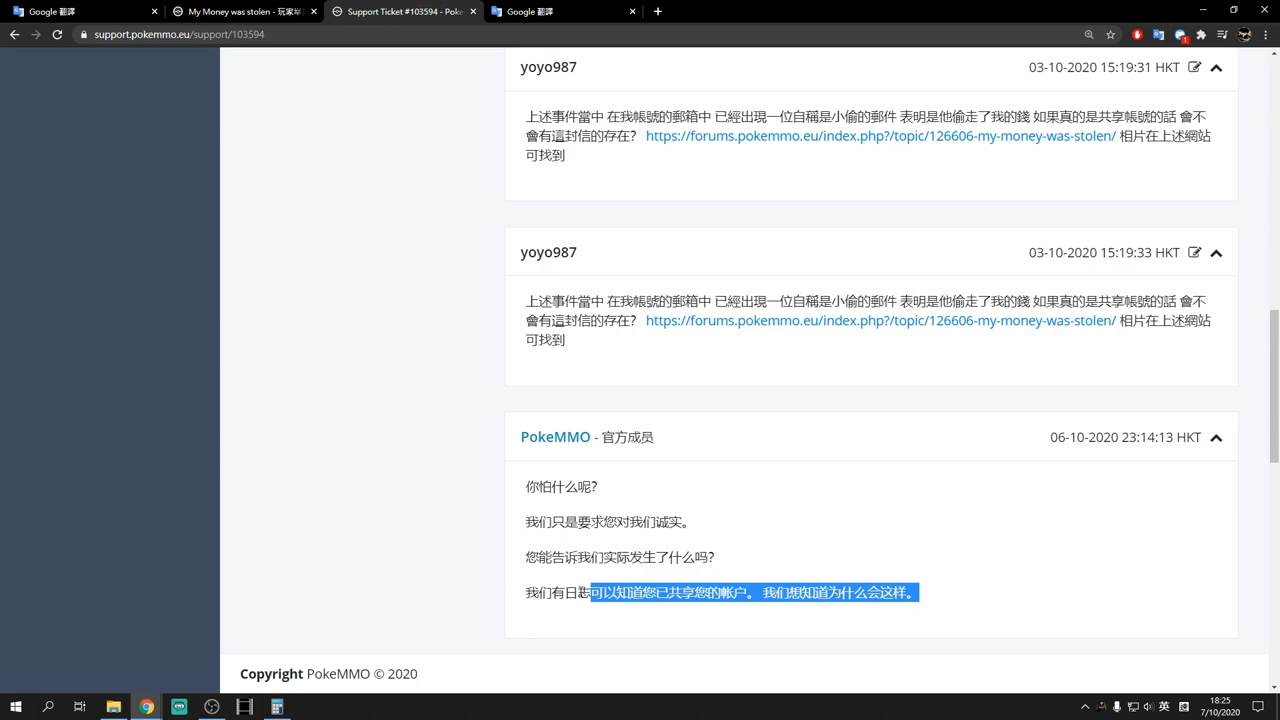 Google 翻譯
My Money was stolen - 玩家举
Support Ticket #103594 - Poke
Google 翻譯
support.pokemmo.eu/support/103594
yoyo987
03-10-2020 15:19:31 HKT
上述事件當中 在我帳號的郵箱中 已經出現一位自稱是小偷的郵件 表明是他偷走了我的錢 如果真的是共享帳號的話 會不
會有這封信的存在? https://forums.pokemmo.eu/index.php?/topic/126606-my-money-was-stolen/ 相片在上述網站
可找到
yoyo987
03-10-2020 15:19:33 HKT
上述事件當中 在我帳號的郵箱中 已經出現一位自稱是小偷的郵件 表明是他偷走了我的錢 如果真的是共享帳號的話 會不
會有這封信的存在? https://forums.pokemmo.eu/index.php?/topic/126606-my-money-was-stolen/ 相片在上述網站
可找到
PokeMMO - 官方成员
06-10-2020 23:14:13 HKT
你怕什么呢?
我们只是要求您对我们诚实。
您能告诉我们实际发生了什么吗?
我们有日志可以知道您已共享您的帐户。 我们想知道为什么会这样。
Copyright PokeMMO © 2020
英
18:25
7/10/2020